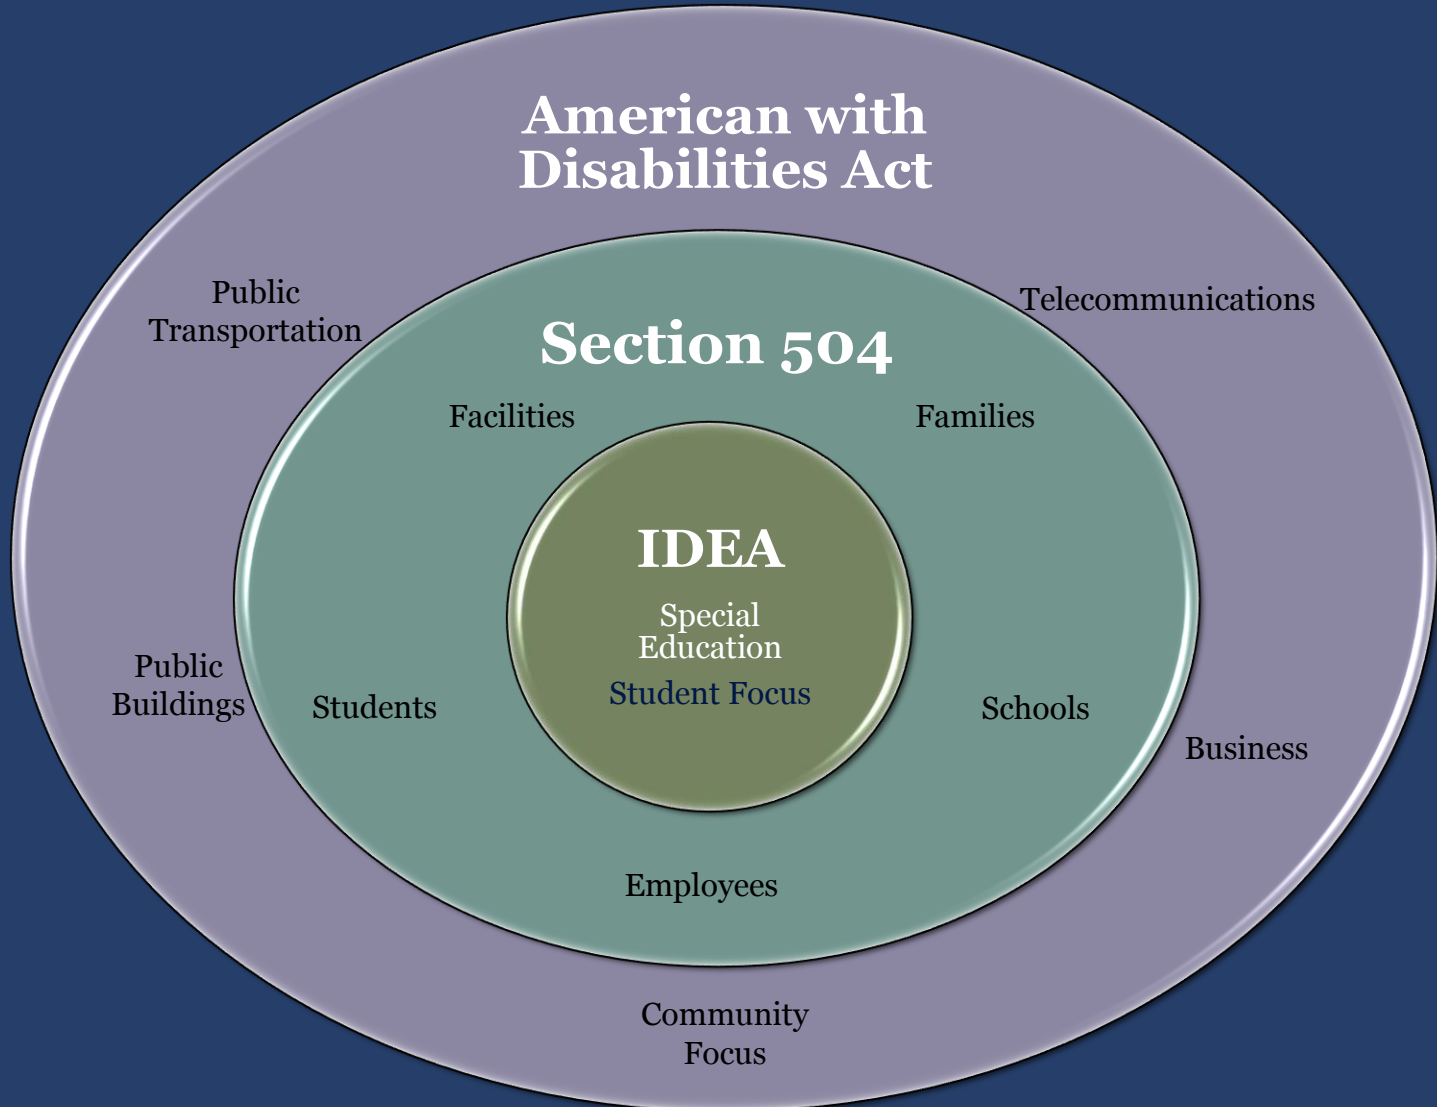 American with
Disabilities Act
Public
Transportation
Telecommunications
Section 504
Facilities
Families
IDEA
Special
Education
Student Focus
Public
Buildings
Students
Schools
Business
Employees
Community
Focus